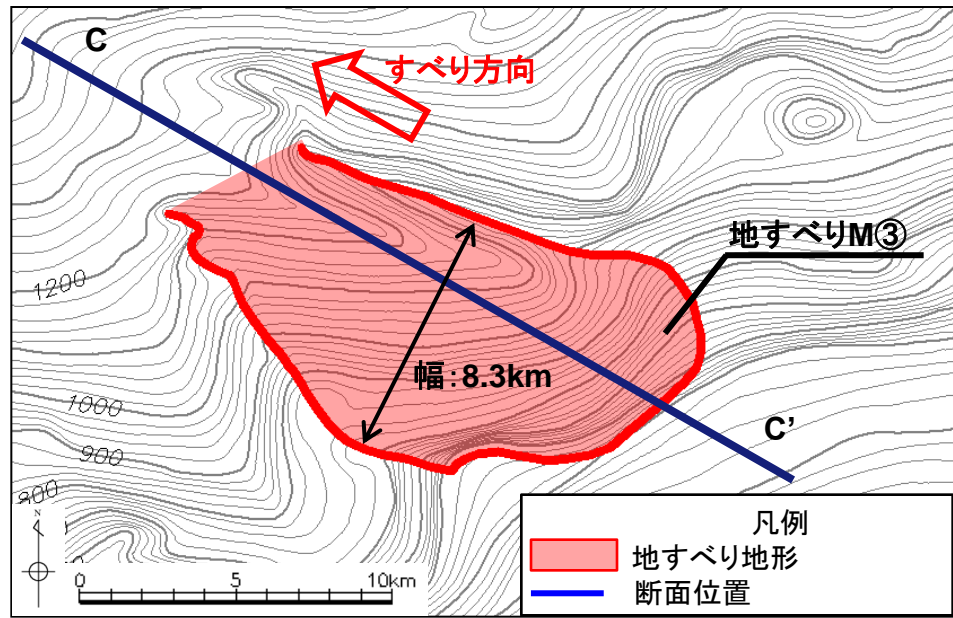 C
すべり方向
地すべりM③
1200
幅:8.3km
1000
C'
900
800
N
0 5 10km
凡例
地すべり地形
断面位置